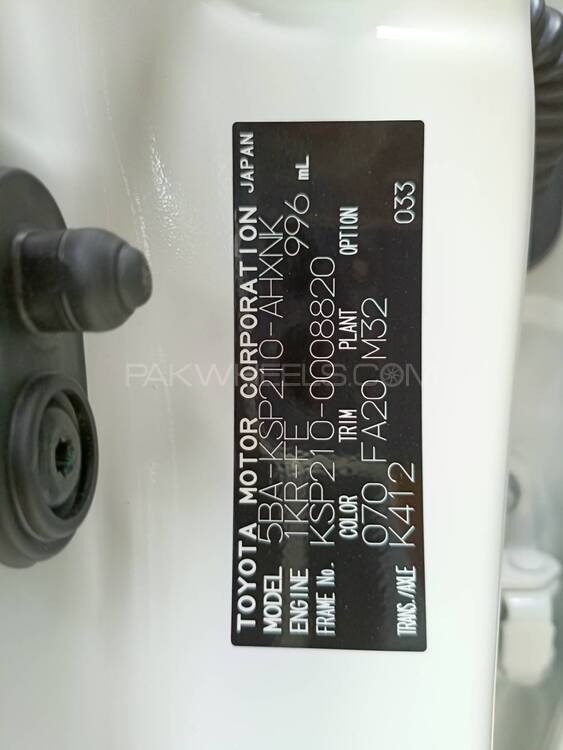 TOYOTA MOTOR CORPORATION JAPAN
MODEL 5BA-KSP210-AHXNK
ENGINE 1KR-FE 996 mL
FRAME No. KSP210-0008820
COLOR TRIM PLANT OPTION
070 FA20 M32
TRANS./AXLE K412 033
PAKWHEELS.COM